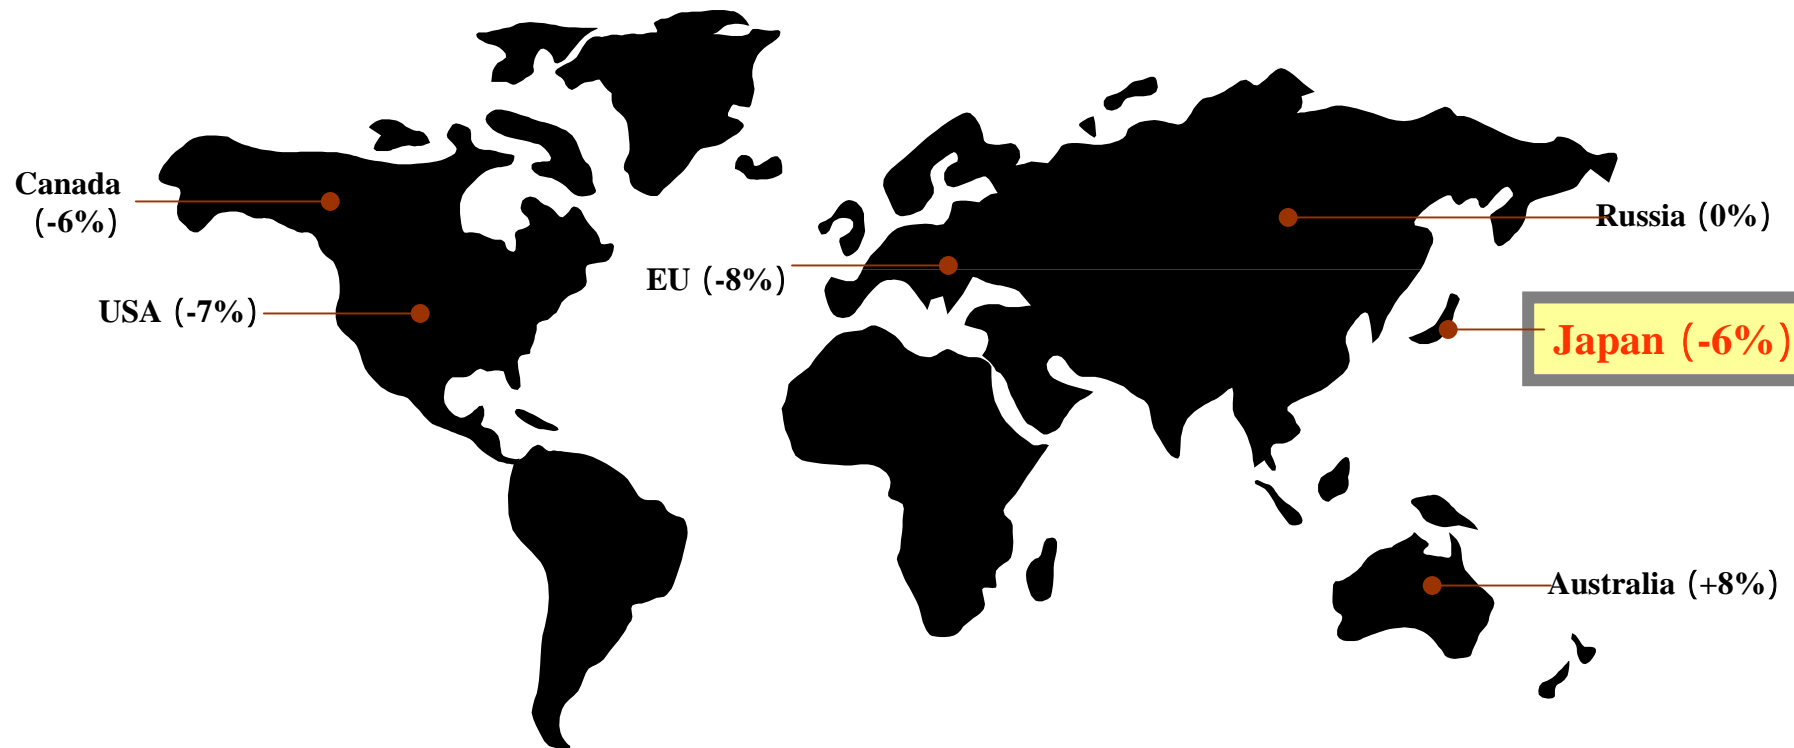 Canada
(-6%)
USA (-7%)
EU (-8%)
Russia (0%)
Japan (-6%)
Australia (+8%)